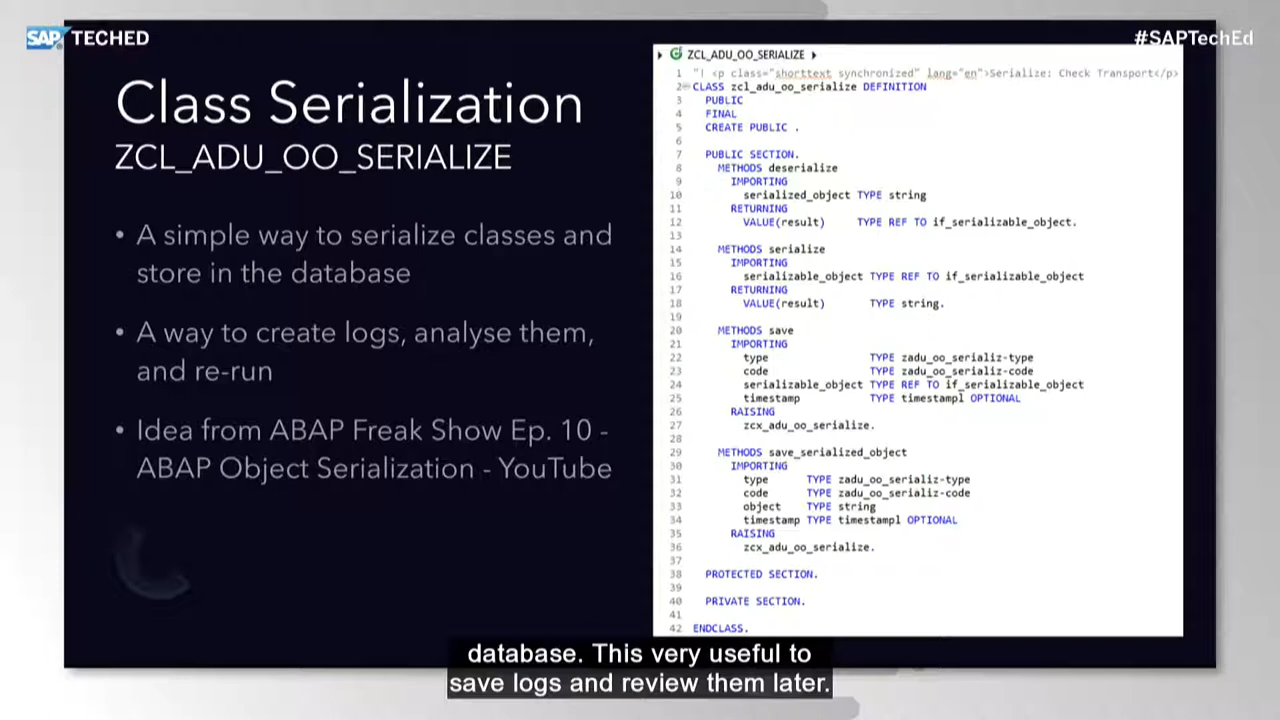 SAP TECHED
#SAPTechEd
Class Serialization
ZCL_ADU_OO_SERIALIZE
• A simple way to serialize classes and
store in the database
• A way to create logs, analyse them,
and re-run
• Idea from ABAP Freak Show Ep. 10 -
ABAP Object Serialization - YouTube
ZCL_ADU_OO_SERIALIZE
1 "! <p class="shorttext synchronized" lang="en">Serialize: Check Transport</p>
2 CLASS zcl_adu_oo_serialize DEFINITION
3 PUBLIC
4 FINAL
5 CREATE PUBLIC .
6
7 PUBLIC SECTION.
8 METHODS deserialize
9 IMPORTING
10 serialized_object TYPE string
11 RETURNING
12 VALUE(result) TYPE REF TO if_serializable_object.
13
14 METHODS serialize
15 IMPORTING
16 serializable_object TYPE REF TO if_serializable_object
17 RETURNING
18 VALUE(result) TYPE string.
19
20 METHODS save
21 IMPORTING
22 type TYPE zadu_oo_serializ-type
23 code TYPE zadu_oo_serializ-code
24 serializable_object TYPE REF TO if_serializable_object
25 timestamp TYPE timestampl OPTIONAL
26 RAISING
27 zcx_adu_oo_serialize.
28
29 METHODS save_serialized_object
30 IMPORTING
31 type TYPE zadu_oo_serializ-type
32 code TYPE zadu_oo_serializ-code
33 object TYPE string
34 timestamp TYPE timestampl OPTIONAL
35 RAISING
36 zcx_adu_oo_serialize.
37
38 PROTECTED SECTION.
39
40 PRIVATE SECTION.
41
42 ENDCLASS.
database. This very useful to
save logs and review them later.